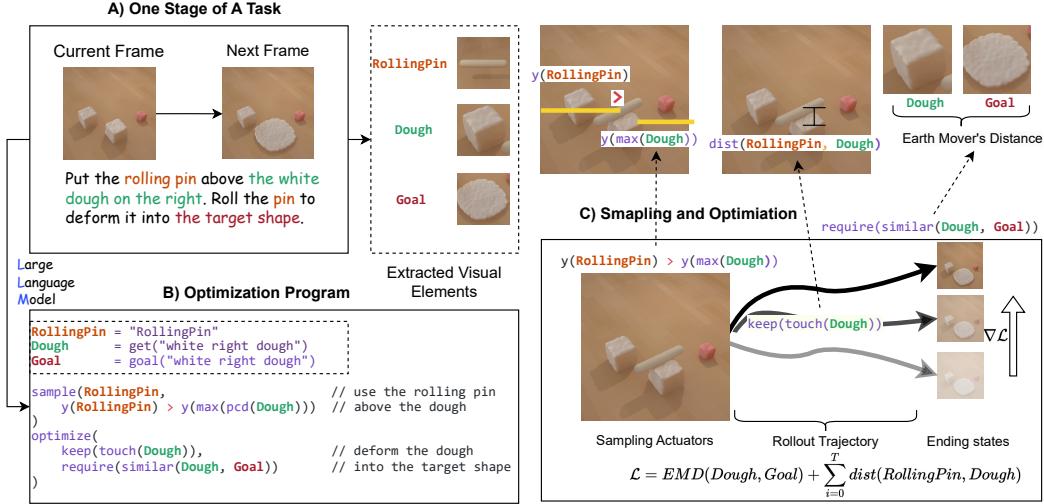 A) One Stage of A Task
Current Frame
Next Frame
Put the rolling pin above the white
dough on the right. Roll the pin to
deform it into the target shape.
RollingPin
Dough
Goal
Extracted Visual
Elements
Large
Language
Model
B) Optimization Program
RollingPin = "RollingPin"
Dough = get("white right dough")
Goal = goal("white right dough")
sample(RollingPin, // use the rolling pin
y(RollingPin) > y(max(pcd(Dough))) // above the dough
)
optimize(
keep(touch(Dough)), // deform the dough
require(similar(Dough, Goal)) // into the target shape
)
y(RollingPin)
>
y(max(Dough))
dist(RollingPin, Dough)
Dough
Goal
Earth Mover's Distance
C) Smapling and Optimiation
require(similar(Dough, Goal))
y(RollingPin) > y(max(Dough))
keep(touch(Dough))
∇ℒ
Sampling Actuators
Rollout Trajectory
Ending states
ℒ = EMD(Dough, Goal) + ∑_{i=0}^{T} dist(RollingPin, Dough)